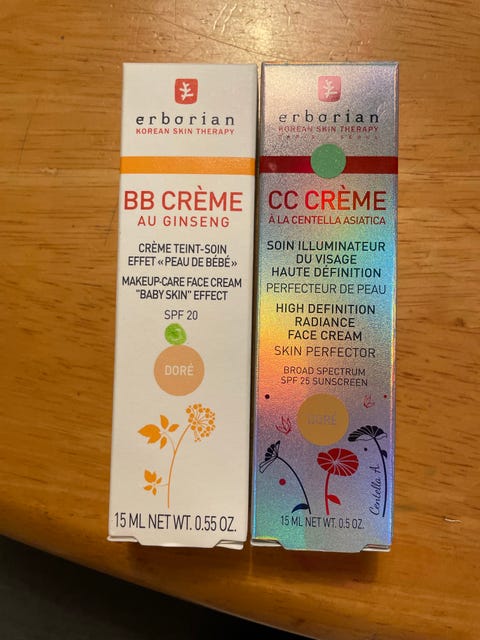 erborian
KOREAN SKIN THERAPY
BB CRÈME
AU GINSENG
CRÈME TEINT-SOIN
EFFET «PEAU DE BÉBÉ»
MAKEUP-CARE FACE CREAM
"BABY SKIN" EFFECT
SPF 20
DORÉ
15 ML NET WT. 0.55 OZ.
erborian
KOREAN SKIN THERAPY
CC CRÈME
À LA CENTELLA ASIATICA
SOIN ILLUMINATEUR
DU VISAGE
HAUTE DÉFINITION
PERFECTEUR DE PEAU
HIGH DEFINITION
RADIANCE
FACE CREAM
SKIN PERFECTOR
BROAD SPECTRUM
SPF 25 SUNSCREEN
DORÉ
Centella A.
15 ML NET WT. 0.5 OZ.